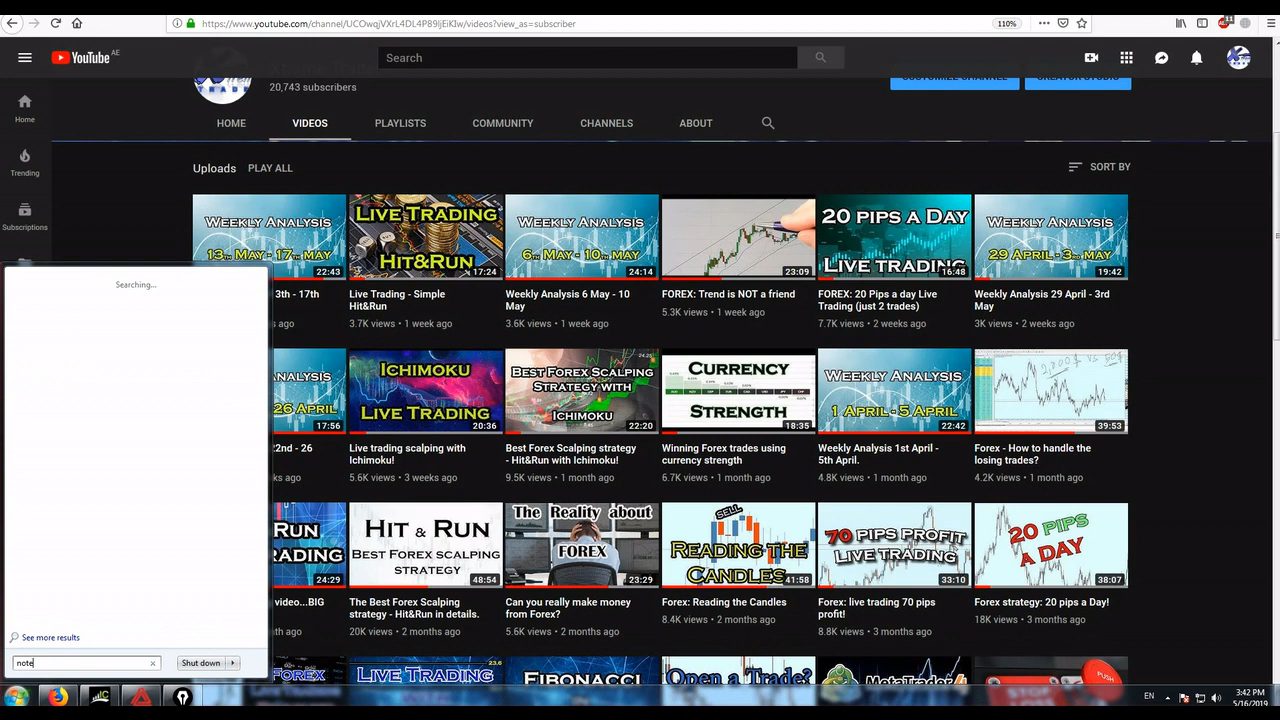 https://www.youtube.com/channel/UCOwqjVXrL4DL4P89ljEiKIw/videos?view_as=subscriber
110%
YouTube AE
Search
TRADE
20,743 subscribers
CUSTOMIZE CHANNEL
CREATOR STUDIO
Home
Trending
Subscriptions
HOME
VIDEOS
PLAYLISTS
COMMUNITY
CHANNELS
ABOUT
Uploads
PLAY ALL
SORT BY
Weekly Analysis
13th May - 17th May
22:43
Live Trading
Hit&Run
17:24
Weekly Analysis
6th May - 10th May
24:14
23:09
20 pips a Day
Live Trading
16:48
Weekly Analysis
29 April - 3rd May
19:42
3th - 17th
s ago
Live Trading - Simple
Hit&Run
3.7K views • 1 week ago
Weekly Analysis 6 May - 10
May
3.6K views • 1 week ago
FOREX: Trend is NOT a friend
5.3K views • 1 week ago
FOREX: 20 Pips a day Live
Trading (just 2 trades)
7.7K views • 2 weeks ago
Weekly Analysis 29 April - 3rd
May
3K views • 2 weeks ago
Analysis
26 April
17:56
Ichimoku
Live Trading
20:36
Best Forex Scalping
Strategy with
Ichimoku
22:20
Currency
Strength
18:35
Weekly Analysis
1 April - 5 April
22:42
39:53
2nd - 26
s ago
Live trading scalping with
Ichimoku!
5.6K views • 3 weeks ago
Best Forex Scalping strategy
- Hit&Run with Ichimoku!
9.5K views • 1 month ago
Winning Forex trades using
currency strength
6.7K views • 1 month ago
Weekly Analysis 1st April -
5th April.
4.8K views • 1 month ago
Forex - How to handle the
losing trades?
4.2K views • 1 month ago
Run
Trading
24:29
Hit & Run
Best Forex scalping
strategy
48:54
The Reality about
FOREX
23:29
SELL
Reading the
Candles
41:58
70 pips profit
Live Trading
33:10
20 pips
a day
38:07
video...BIG
nths ago
The Best Forex Scalping
strategy - Hit&Run in details.
20K views • 2 months ago
Can you really make money
from Forex?
5.6K views • 2 months ago
Forex: Reading the Candles
8.4K views • 2 months ago
Forex: live trading 70 pips
profit!
8.8K views • 3 months ago
Forex strategy: 20 pips a Day!
18K views • 3 months ago
Forex
Live Trading
23.6
Fibonacci
Open a Trade?
MetaTrader4
PUSH
STOP
Searching...
See more results
note
Shut down
EN
3:42 PM
5/16/2019